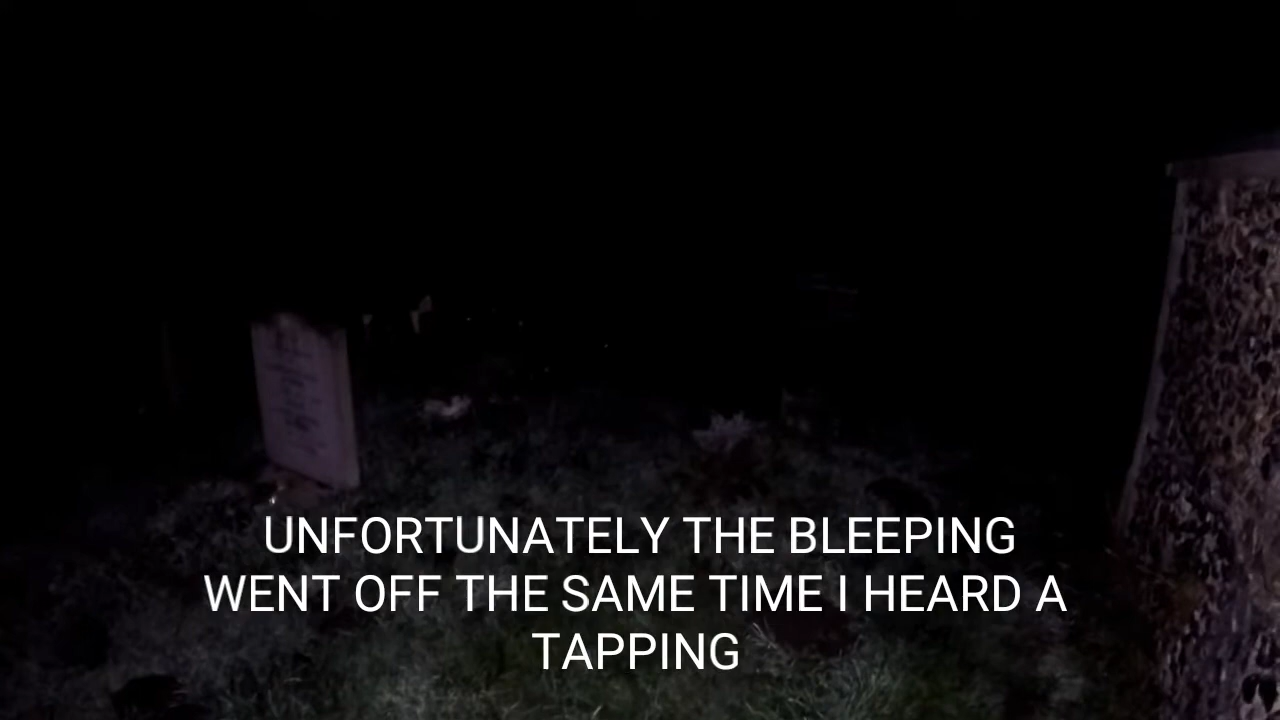 UNFORTUNATELY THE BLEEPING
WENT OFF THE SAME TIME I HEARD A
TAPPING